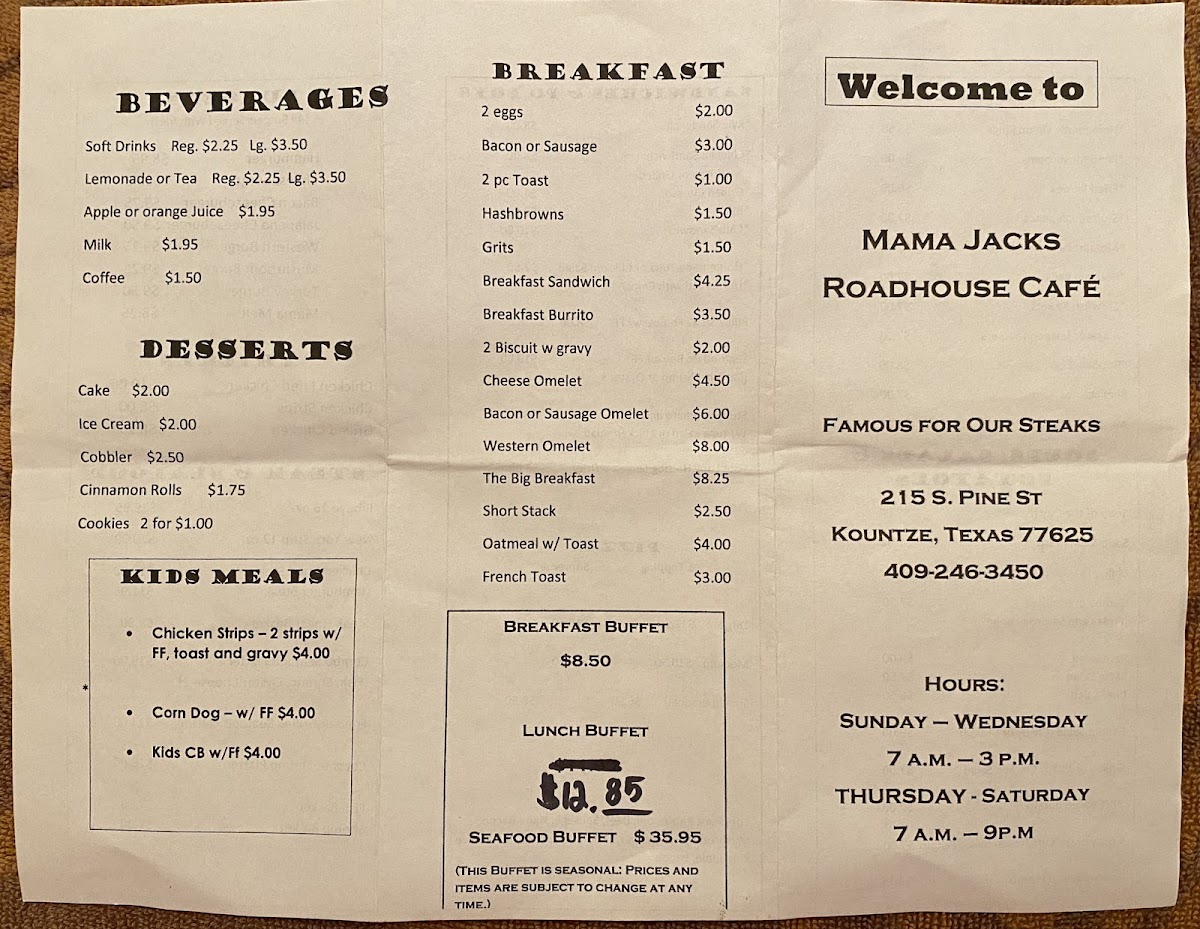 BEVERAGES
Soft Drinks Reg. $2.25 Lg. $3.50
Lemonade or Tea Reg. $2.25 Lg. $3.50
Apple or orange Juice $1.95
Milk $1.95
Coffee $1.50
DESSERTS
Cake $2.00
Ice Cream $2.00
Cobbler $2.50
Cinnamon Rolls $1.75
Cookies 2 for $1.00
KIDS MEALS
• Chicken Strips – 2 strips w/
FF, toast and gravy $4.00
*
• Corn Dog – w/ FF $4.00
• Kids CB w/Ff $4.00
BREAKFAST
2 eggs $2.00
Bacon or Sausage $3.00
2 pc Toast $1.00
Hashbrowns $1.50
Grits $1.50
Breakfast Sandwich $4.25
Breakfast Burrito $3.50
2 Biscuit w gravy $2.00
Cheese Omelet $4.50
Bacon or Sausage Omelet $6.00
Western Omelet $8.00
The Big Breakfast $8.25
Short Stack $2.50
Oatmeal w/ Toast $4.00
French Toast $3.00
BREAKFAST BUFFET
$8.50
LUNCH BUFFET
$12.85
SEAFOOD BUFFET $35.95
(THIS BUFFET IS SEASONAL: PRICES AND
ITEMS ARE SUBJECT TO CHANGE AT ANY
TIME.)
Welcome to
MAMA JACKS
ROADHOUSE CAFÉ
FAMOUS FOR OUR STEAKS
215 S. PINE ST
KOUNTZE, TEXAS 77625
409-246-3450
HOURS:
SUNDAY – WEDNESDAY
7 A.M. – 3 P.M.
THURSDAY - SATURDAY
7 A.M. – 9P.M